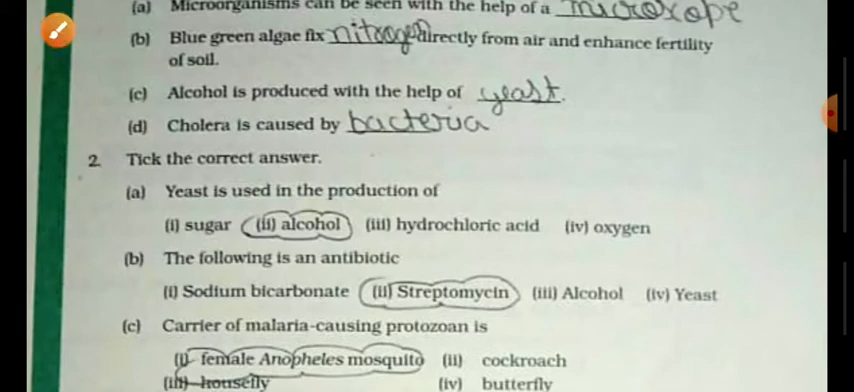 (a) Microorganisms can be seen with the help of a microxope
(b) Blue green algae fix nitrogen directly from air and enhance fertility
of soil.
(c) Alcohol is produced with the help of yeast.
(d) Cholera is caused by bacteria
2. Tick the correct answer.
(a) Yeast is used in the production of
(i) sugar (ii) alcohol (iii) hydrochloric acid (iv) oxygen
(b) The following is an antibiotic
(i) Sodium bicarbonate (ii) Streptomycin (iii) Alcohol (iv) Yeast
(c) Carrier of malaria-causing protozoan is
(i) female Anopheles mosquito (ii) cockroach
(iii) housefly (iv) butterfly